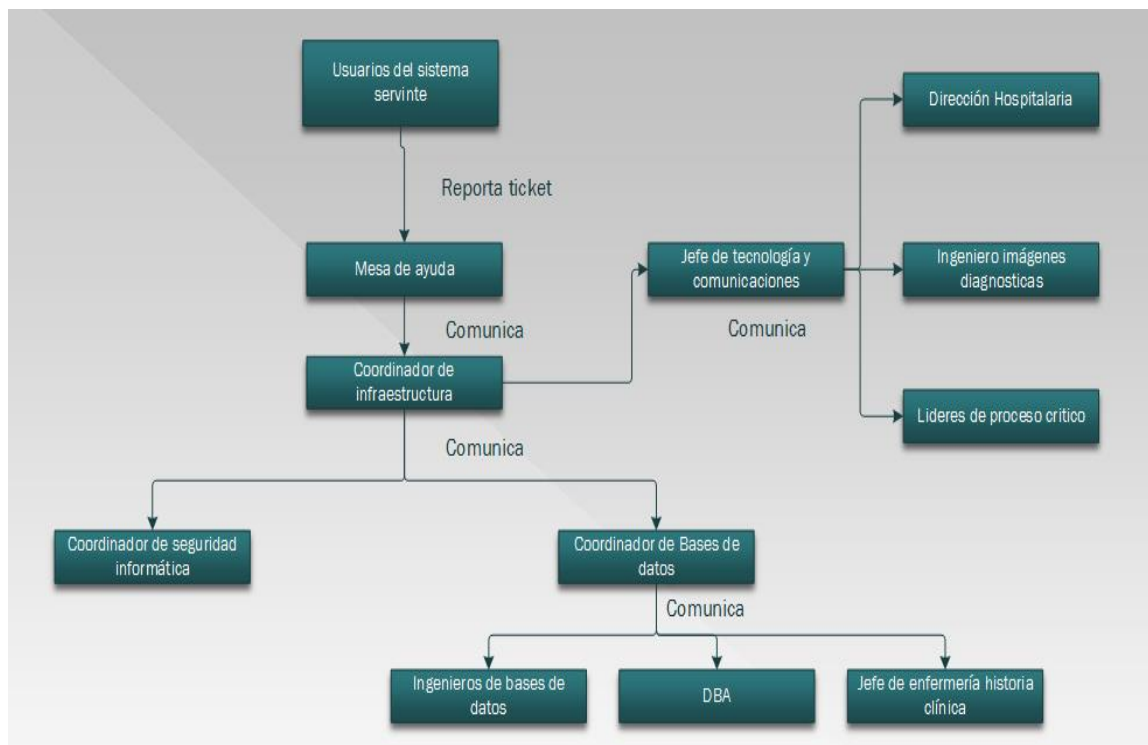 Usuarios del sistema
servinte
Dirección Hospitalaria
Reporta ticket
Mesa de ayuda
Jefe de tecnología y
comunicaciones
Ingeniero imágenes
diagnosticas
Comunica
Comunica
Coordinador de
infraestructura
Lideres de proceso critico
Comunica
Coordinador de seguridad
informática
Coordinador de Bases de
datos
Comunica
Ingenieros de bases de
datos
DBA
Jefe de enfermería historia
clínica